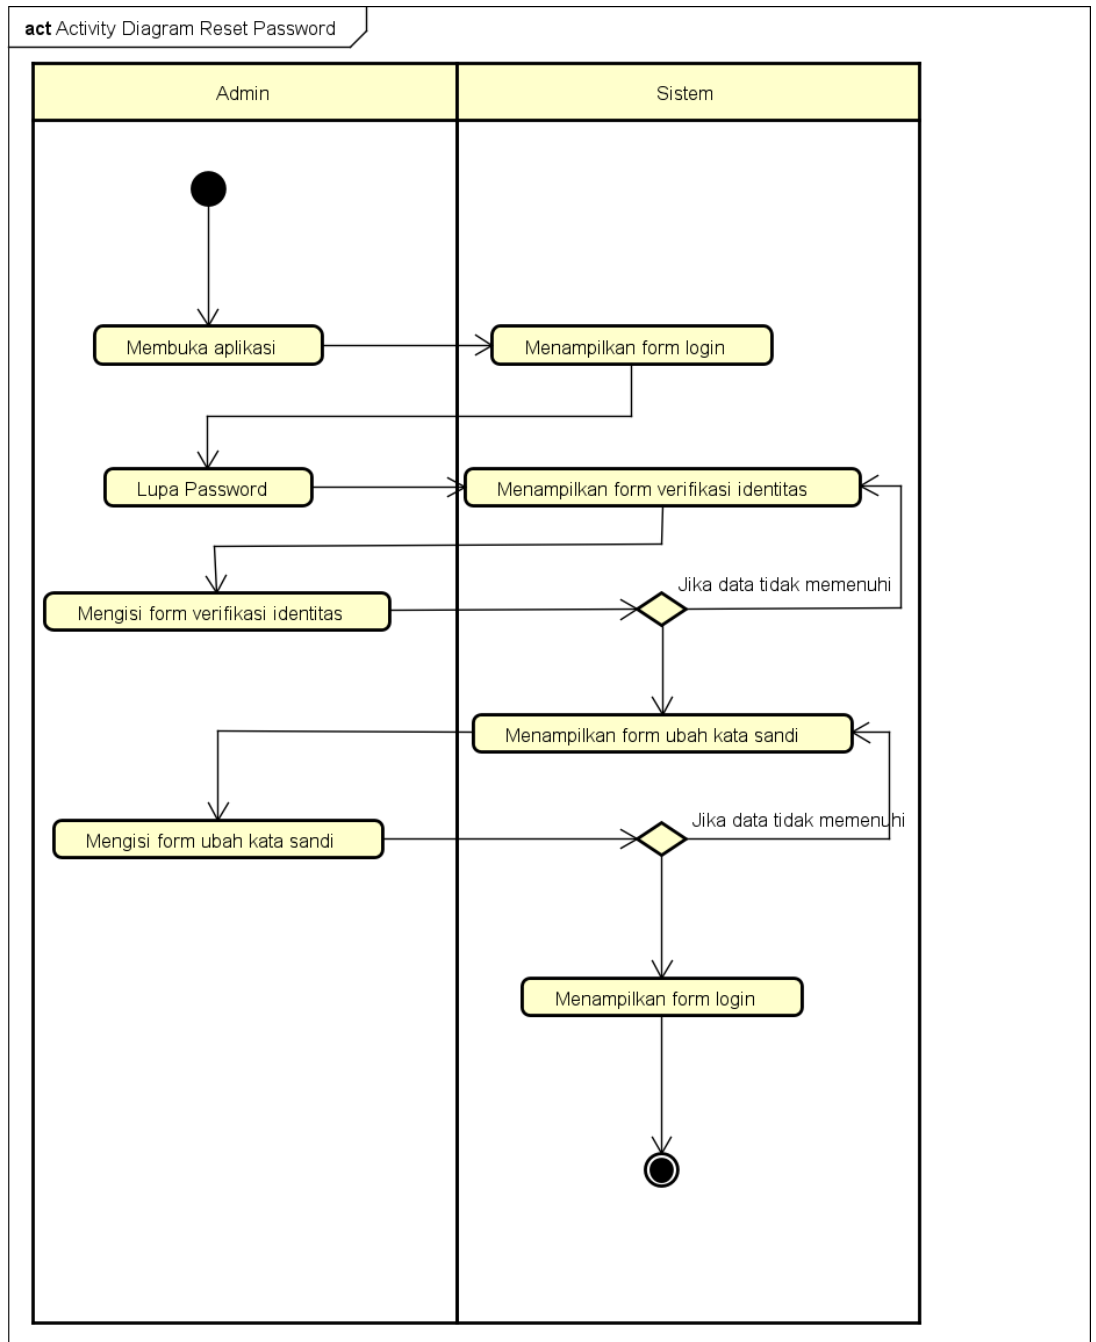 act Activity Diagram Reset Password
Admin
Sistem
Membuka aplikasi
Menampilkan form login
Lupa Password
Menampilkan form verifikasi identitas
Jika data tidak memenuhi
Mengisi form verifikasi identitas
Menampilkan form ubah kata sandi
Jika data tidak memenuhi
Mengisi form ubah kata sandi
Menampilkan form login